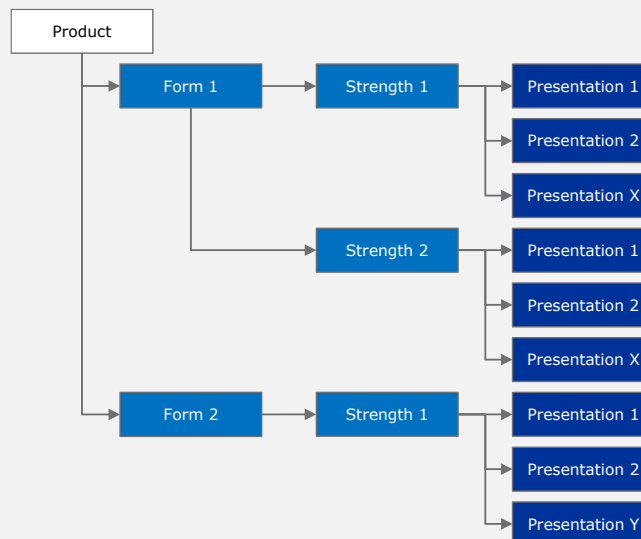 Product
Form 1
Strength 1
Presentation 1
Presentation 2
Presentation X
Strength 2
Presentation 1
Presentation 2
Presentation X
Form 2
Strength 1
Presentation 1
Presentation 2
Presentation Y